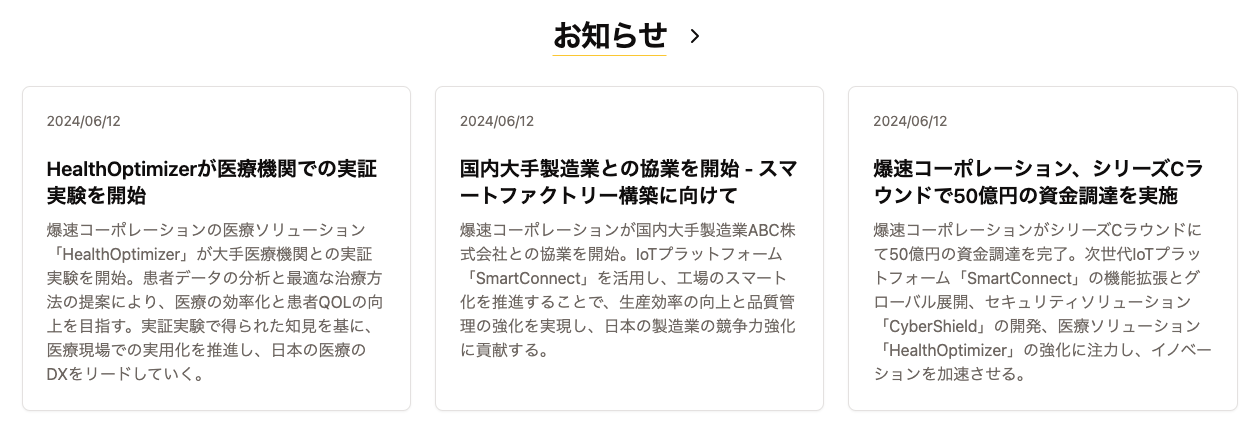 お知らせ
2024/06/12
HealthOptimizerが医療機関での実証
実験を開始
爆速コーポレーションの医療ソリューション
「HealthOptimizer」が大手医療機関との実証
実験を開始。患者データの分析と最適な治療方
法の提案により、医療の効率化と患者QOLの向
上を目指す。実証実験で得られた知見を基に、
医療現場での実用化を推進し、日本の医療の
DXをリードしていく。
2024/06/12
国内大手製造業との協業を開始 - スマ
ートファクトリー構築に向けて
爆速コーポレーションが国内大手製造業ABC株
式会社との協業を開始。IoTプラットフォーム
「SmartConnect」を活用し、工場のスマート
化を推進することで、生産効率の向上と品質管
理の強化を実現し、日本の製造業の競争力強化
に貢献する。
2024/06/12
爆速コーポレーション、シリーズCラ
ウンドで50億円の資金調達を実施
爆速コーポレーションがシリーズCラウンドに
て50億円の資金調達を完了。次世代IoTプラッ
トフォーム「SmartConnect」の機能拡張とグ
ローバル展開、セキュリティソリューション
「CyberShield」の開発、医療ソリューション
「HealthOptimizer」の強化に注力し、イノベー
ションを加速させる。